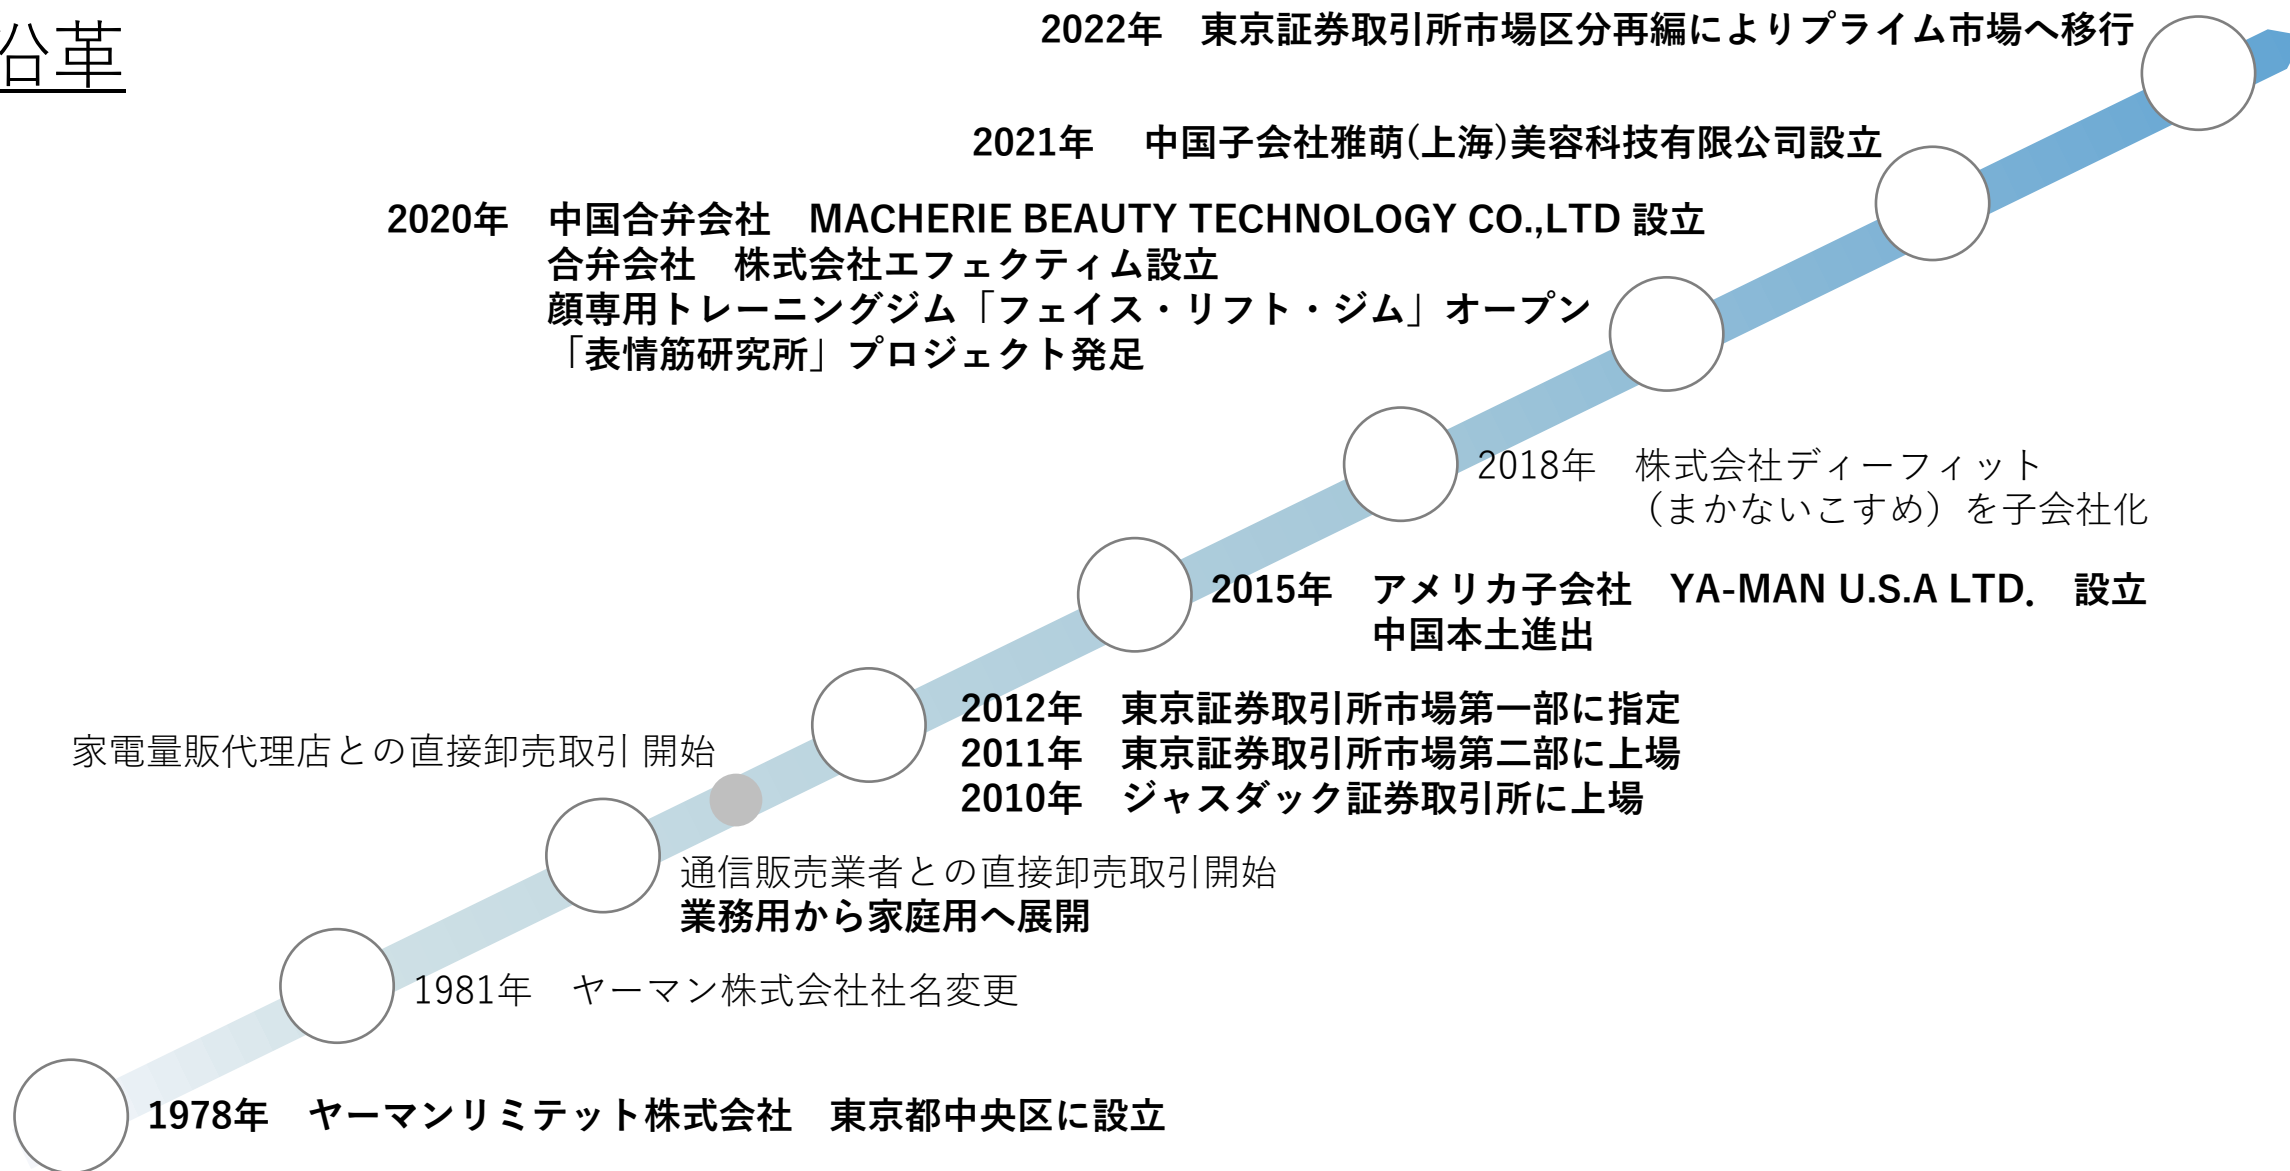 沿革
2022年　東京証券取引所市場区分再編によりプライム市場へ移行
2021年　中国子会社雅萌(上海)美容科技有限公司設立
2020年　中国合弁会社　MACHERIE BEAUTY TECHNOLOGY CO.,LTD 設立
合弁会社　株式会社エフェクティム設立
顔専用トレーニングジム「フェイス・リフト・ジム」オープン
「表情筋研究所」プロジェクト発足
2018年　株式会社ディーフィット
（まかないこすめ）を子会社化
2015年　アメリカ子会社　YA-MAN U.S.A LTD.　設立
中国本土進出
2012年　東京証券取引所市場第一部に指定
2011年　東京証券取引所市場第二部に上場
2010年　ジャスダック証券取引所に上場
家電量販代理店との直接卸売取引 開始
通信販売業者との直接卸売取引開始
業務用から家庭用へ展開
1981年　ヤーマン株式会社社名変更
1978年　ヤーマンリミテット株式会社　東京都中央区に設立